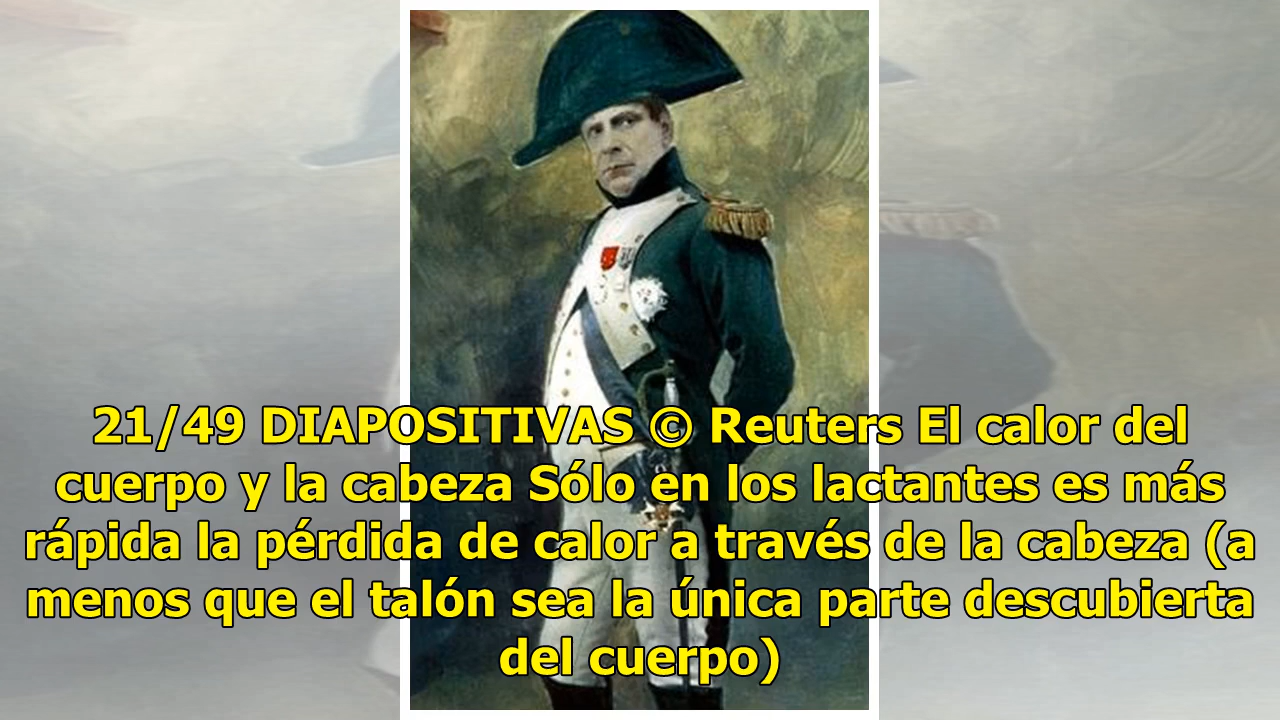 21/49 DIAPOSITIVAS © Reuters El calor del
cuerpo y la cabeza Sólo en los lactantes es más
rápida la pérdida de calor a través de la cabeza (a
menos que el talón sea la única parte descubierta
del cuerpo)